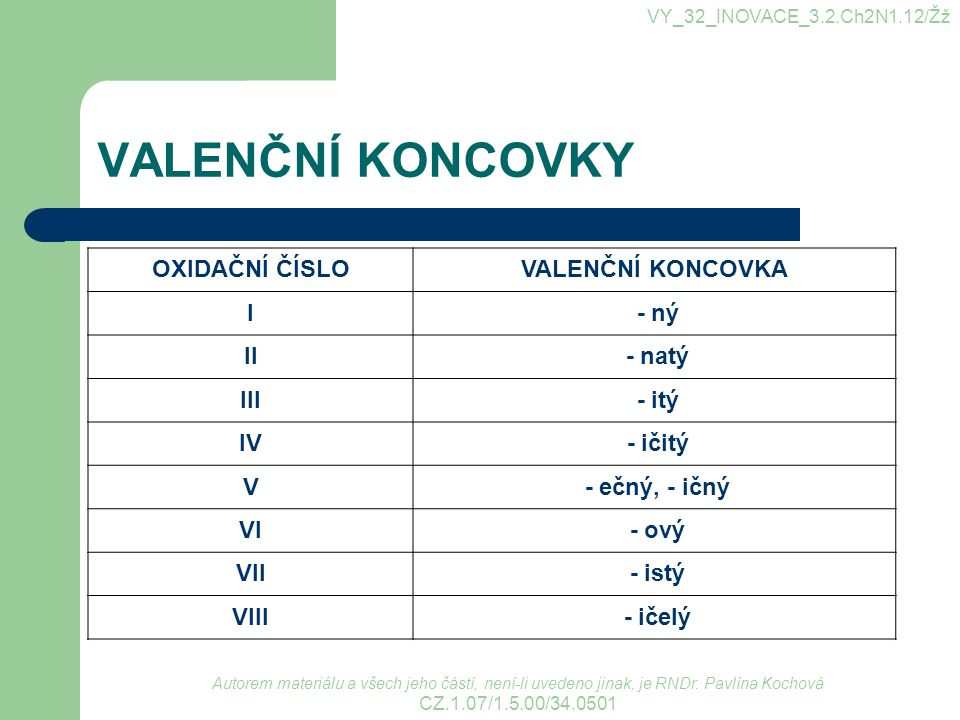 VY_32_INOVACE_3.2.Ch2N1.12/Žž
VALENČNÍ KONCOVKY
OXIDAČNÍ ČÍSLO VALENČNÍ KONCOVKA
I - ný
II - natý
III - itý
IV - ičitý
V - ečný, - ičný
VI - ový
VII - istý
VIII - ičelý
Autorem materiálu a všech jeho částí, není-li uvedeno jinak, je RNDr. Pavlína Kochová
CZ.1.07/1.5.00/34.0501